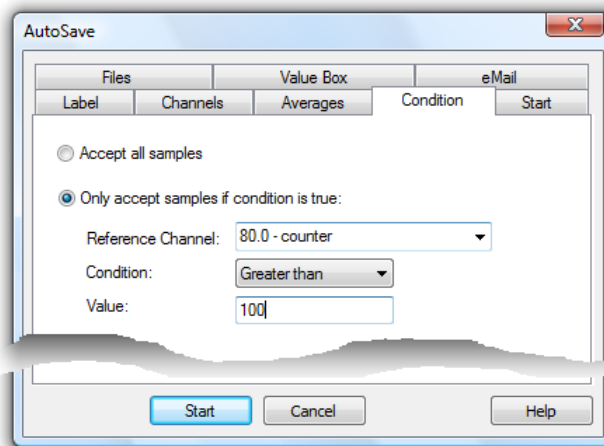 AutoSave
Files Value Box eMail
Label Channels Averages Condition Start
Accept all samples
Only accept samples if condition is true:
Reference Channel: 80.0 - counter
Condition: Greater than
Value: 100
Start Cancel Help